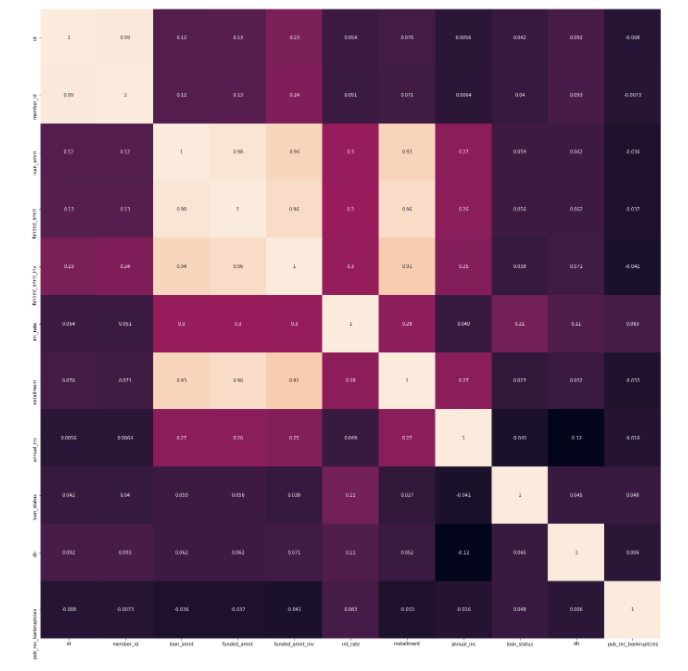 id 1 0.99 0.12 0.13 0.23 0.054 0.076 0.0056 0.042 0.092 -0.008
member_id 0.99 1 0.12 0.13 0.24 0.051 0.071 0.0064 0.04 0.093 -0.0073
loan_amnt 0.12 0.12 1 0.98 0.94 0.3 0.93 0.27 0.059 0.062 -0.036
funded_amnt 0.13 0.13 0.98 1 0.96 0.3 0.96 0.26 0.056 0.062 -0.037
funded_amnt_inv 0.23 0.24 0.94 0.96 1 0.3 0.91 0.25 0.038 0.071 -0.041
int_rate 0.054 0.051 0.3 0.3 0.3 1 0.28 0.049 0.21 0.11 0.083
installment 0.076 0.071 0.93 0.96 0.91 0.28 1 0.27 0.027 0.052 -0.033
annual_inc 0.0056 0.0064 0.27 0.26 0.25 0.049 0.27 1 -0.041 -0.12 -0.016
loan_status 0.042 0.04 0.059 0.056 0.038 0.21 0.027 -0.041 1 0.045 0.048
dti 0.092 0.093 0.062 0.062 0.071 0.11 0.052 -0.12 0.045 1 0.006
pub_rec_bankruptcies -0.008 -0.0073 -0.036 -0.037 -0.041 0.083 -0.033 -0.016 0.048 0.006 1
id member_id loan_amnt funded_amnt funded_amnt_inv int_rate installment annual_inc loan_status dti pub_rec_bankruptcies